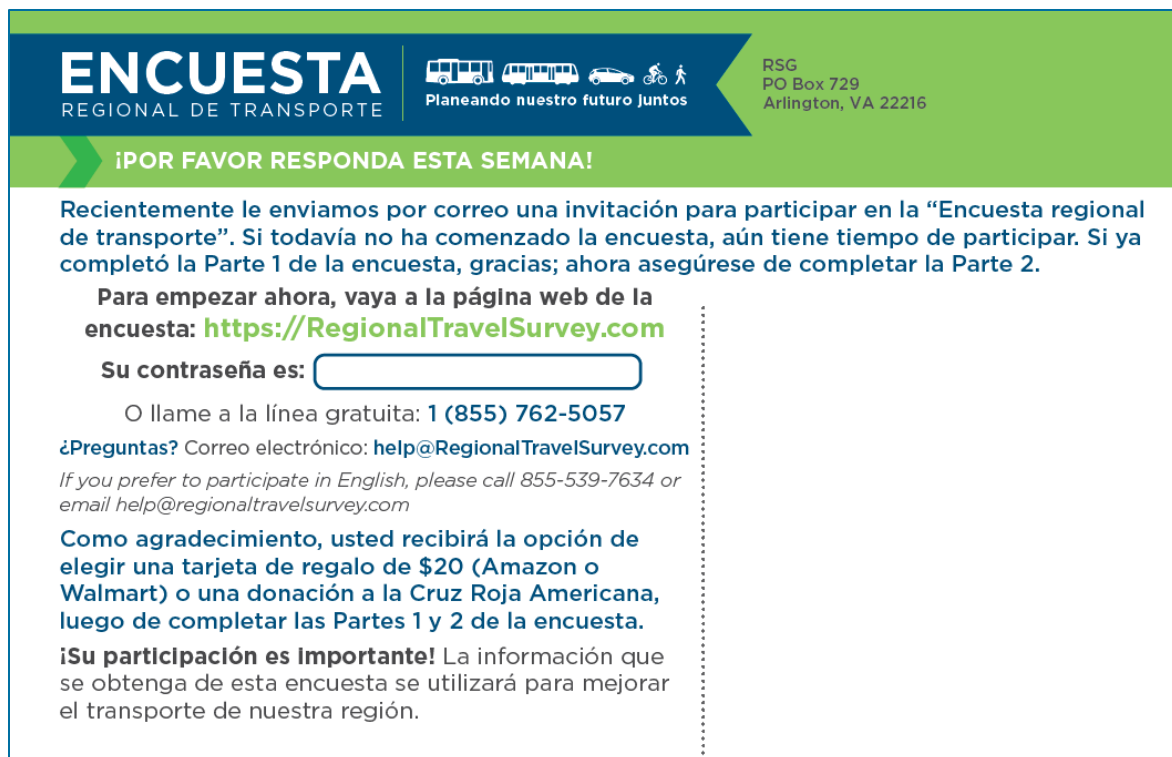 ENCUESTA
REGIONAL DE TRANSPORTE
Planeando nuestro futuro juntos
RSG
PO Box 729
Arlington, VA 22216
¡POR FAVOR RESPONDA ESTA SEMANA!
Recientemente le enviamos por correo una invitación para participar en la “Encuesta regional
de transporte”. Si todavía no ha comenzado la encuesta, aún tiene tiempo de participar. Si ya
completó la Parte 1 de la encuesta, gracias; ahora asegúrese de completar la Parte 2.
Para empezar ahora, vaya a la página web de la
encuesta: https://RegionalTravelSurvey.com
Su contraseña es:
O llame a la línea gratuita: 1 (855) 762-5057
¿Preguntas? Correo electrónico: help@RegionalTravelSurvey.com
If you prefer to participate in English, please call 855-539-7634 or
email help@regionaltravelsurvey.com
Como agradecimiento, usted recibirá la opción de
elegir una tarjeta de regalo de $20 (Amazon o
Walmart) o una donación a la Cruz Roja Americana,
luego de completar las Partes 1 y 2 de la encuesta.
¡Su participación es importante! La información que
se obtenga de esta encuesta se utilizará para mejorar
el transporte de nuestra región.